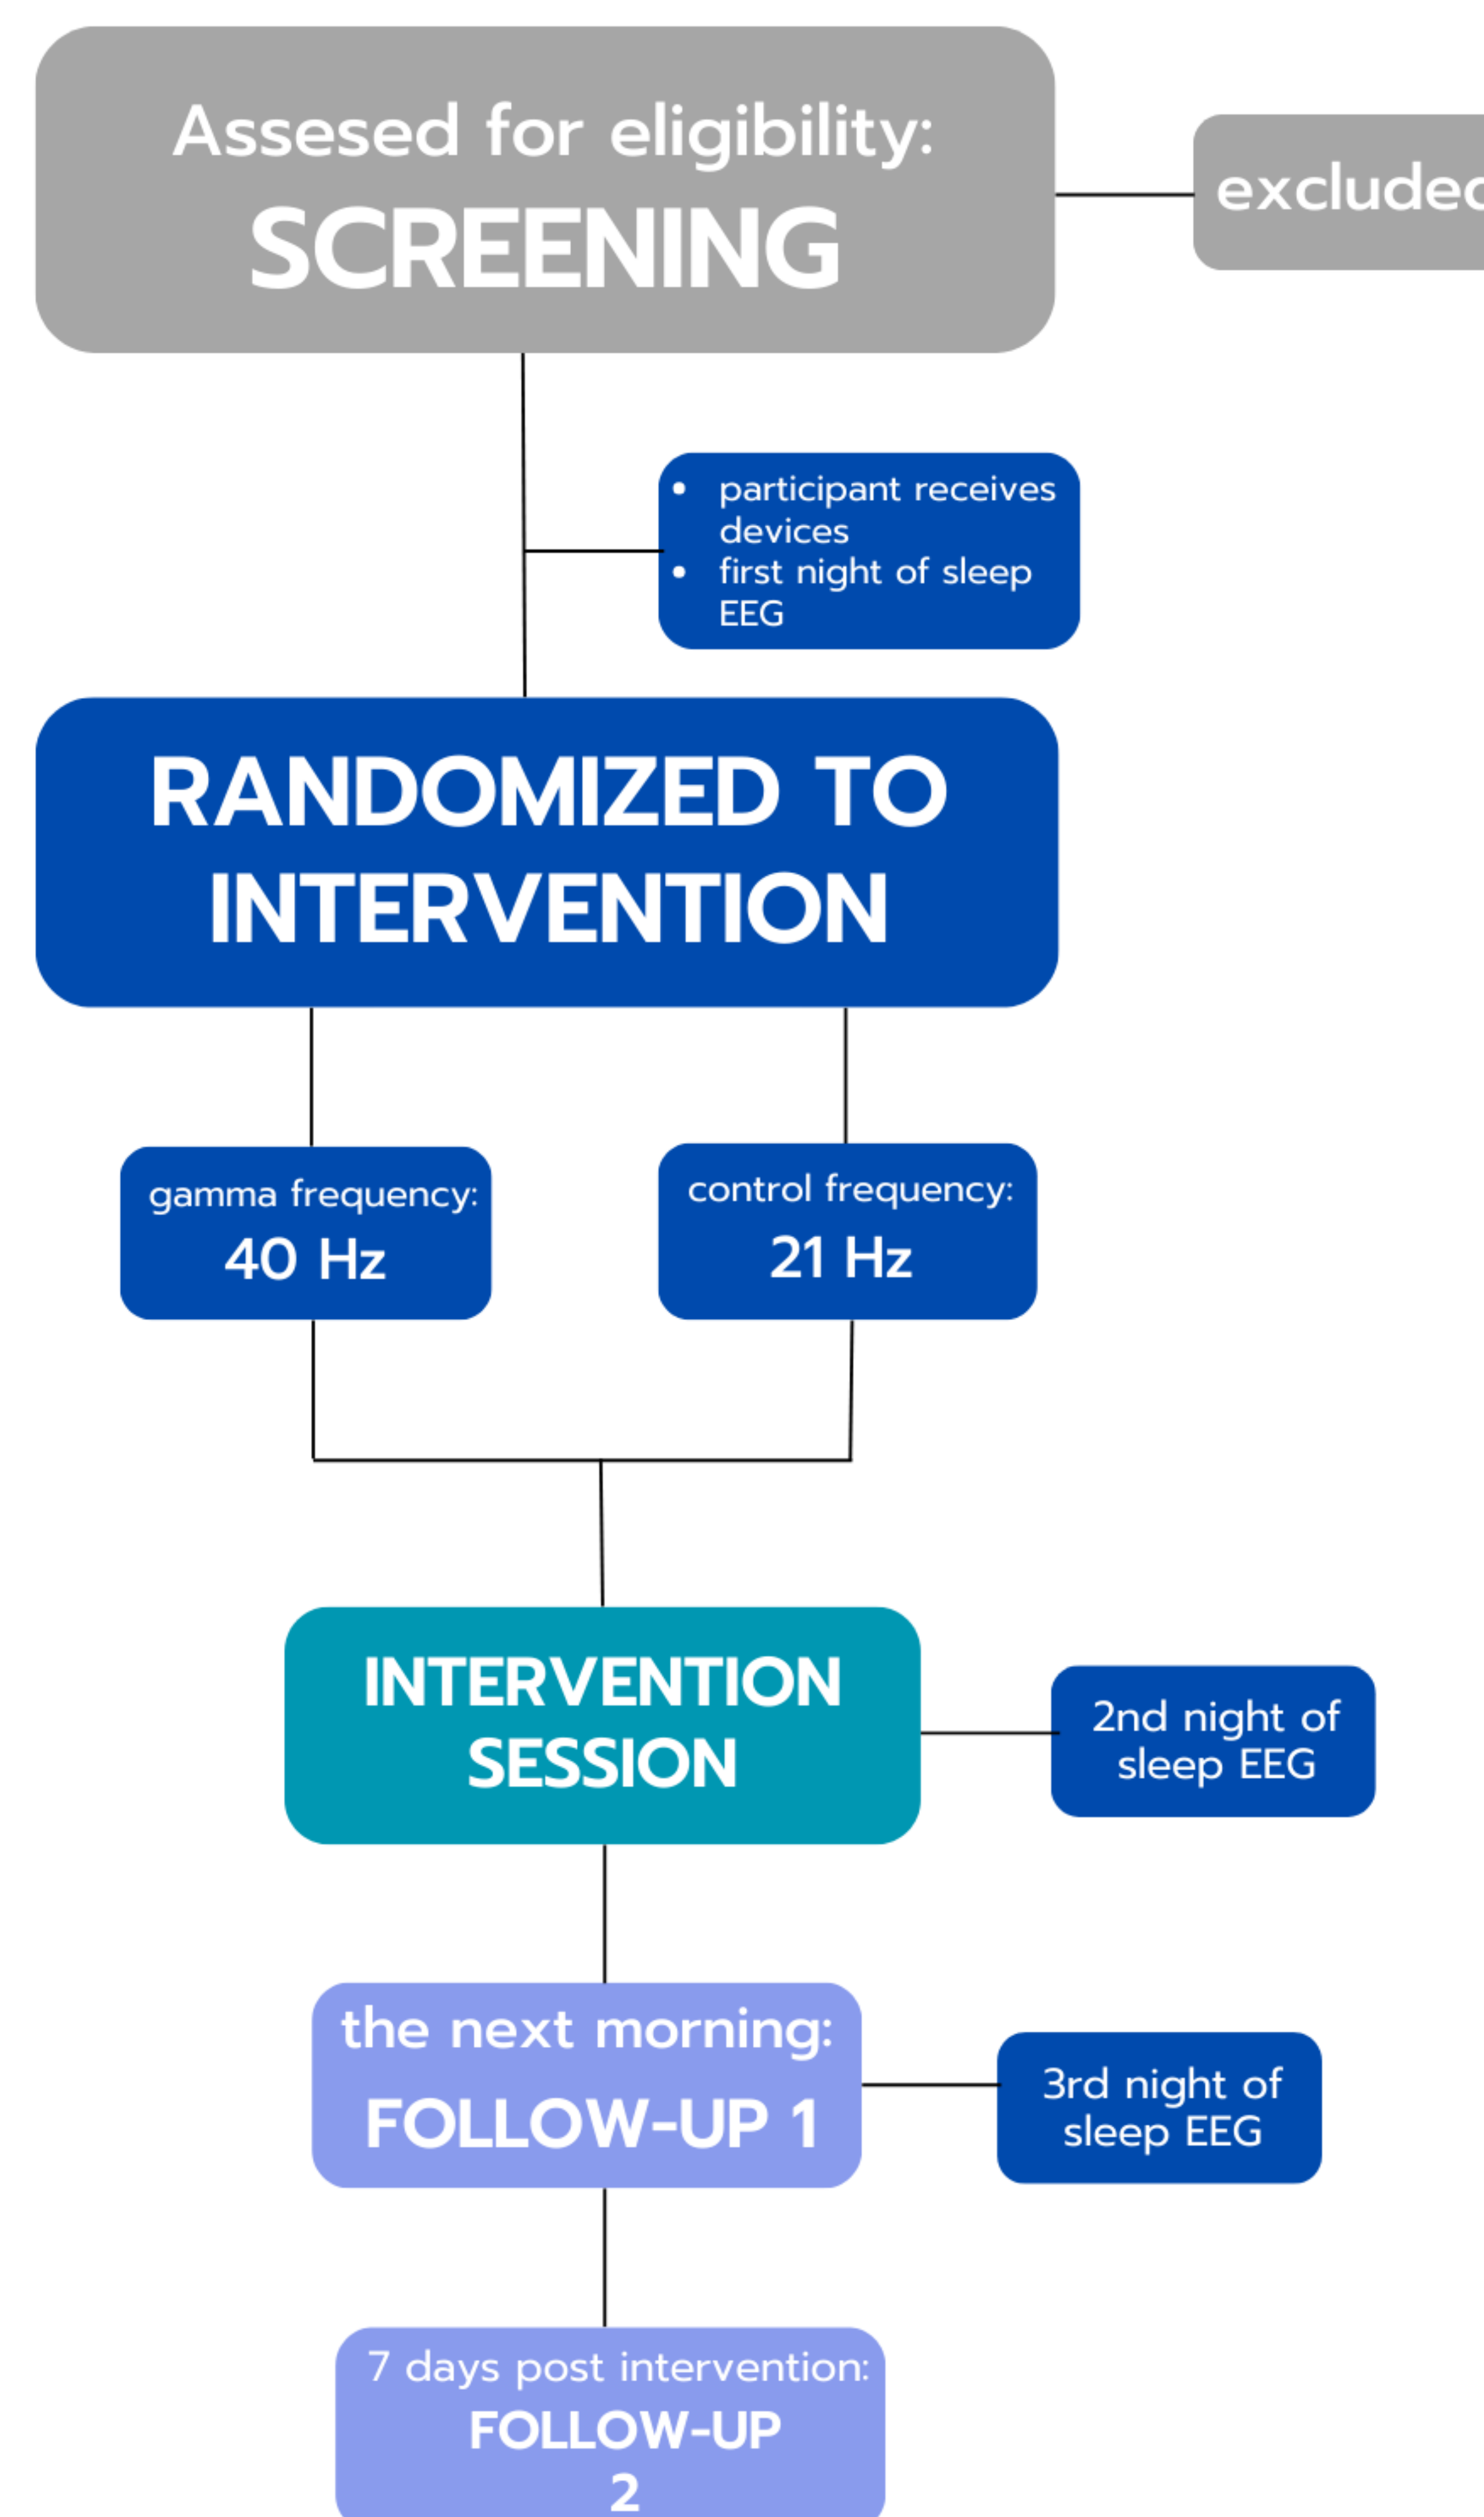 Assesed for eligibility:
SCREENING
excluded
• participant receives
devices
• first night of sleep
EEG
RANDOMIZED TO
INTERVENTION
gamma frequency:
40 Hz
control frequency:
21 Hz
INTERVENTION
SESSION
2nd night of
sleep EEG
the next morning:
FOLLOW-UP 1
3rd night of
sleep EEG
7 days post intervention:
FOLLOW-UP
2